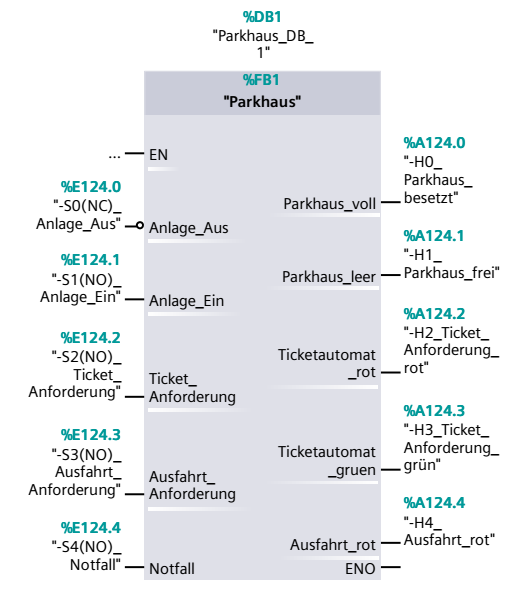 %DB1
"Parkhaus_DB_
1"
%FB1
"Parkhaus"
... EN
%E124.0
"-S0(NC)_
Anlage_Aus" Anlage_Aus
%E124.1
"-S1(NO)_
Anlage_Ein" Anlage_Ein
%E124.2
"-S2(NO)_
Ticket_
Anforderung"
Ticket_
Anforderung
%E124.3
"-S3(NO)_
Ausfahrt_
Anforderung"
Ausfahrt_
Anforderung
%E124.4
"-S4(NO)_
Notfall" Notfall
%A124.0
"-H0_
Parkhaus_
besetzt"
Parkhaus_voll
%A124.1
"-H1_
Parkhaus_frei"
Parkhaus_leer
%A124.2
"-H2_Ticket_
Anforderung_
rot"
Ticketautomat
_rot
%A124.3
"-H3_Ticket_
Anforderung_
grün"
Ticketautomat
_gruen
%A124.4
"-H4_
Ausfahrt_rot"
Ausfahrt_rot
ENO